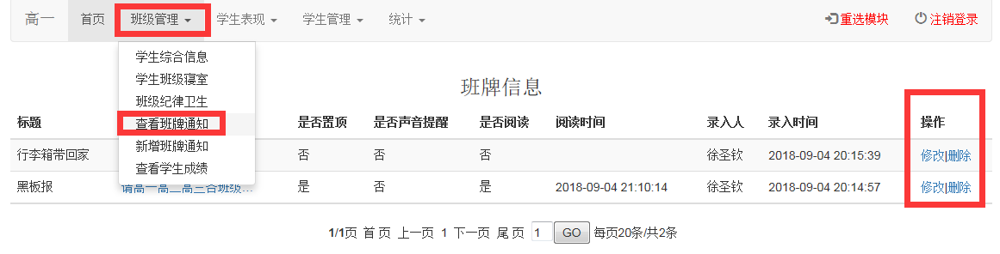 高一 首页 班级管理 学生表现 学生管理 统计 重选模块 注销登录
学生综合信息
学生班级寝室
班级纪律卫生
查看班牌通知
新增班牌通知
查看学生成绩
班牌信息
标题 是否置顶 是否声音提醒 是否阅读 阅读时间 录入人 录入时间 操作
行李箱带回家 否 否 否 徐圣钦 2018-09-04 20:15:39 修改|删除
黑板报 请高一高二高三各班级… 是 否 是 2018-09-04 21:10:14 徐圣钦 2018-09-04 20:14:57 修改|删除
1/1页 首 页 上一页 1 下一页 尾 页 1 GO 每页20条/共2条